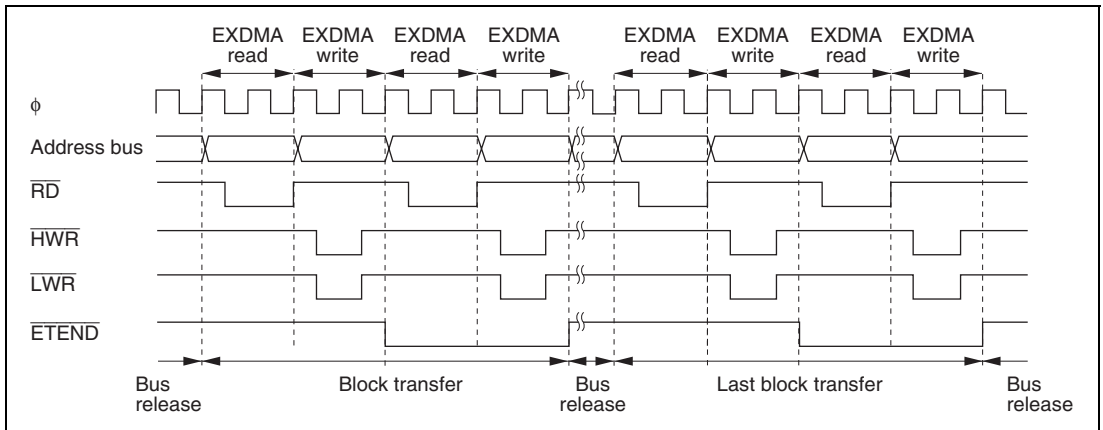 EXDMA read EXDMA write EXDMA read EXDMA write EXDMA read EXDMA write EXDMA read EXDMA write
ϕ
Address bus
RD
HWR
LWR
ETEND
Bus release Block transfer Bus release Last block transfer Bus release